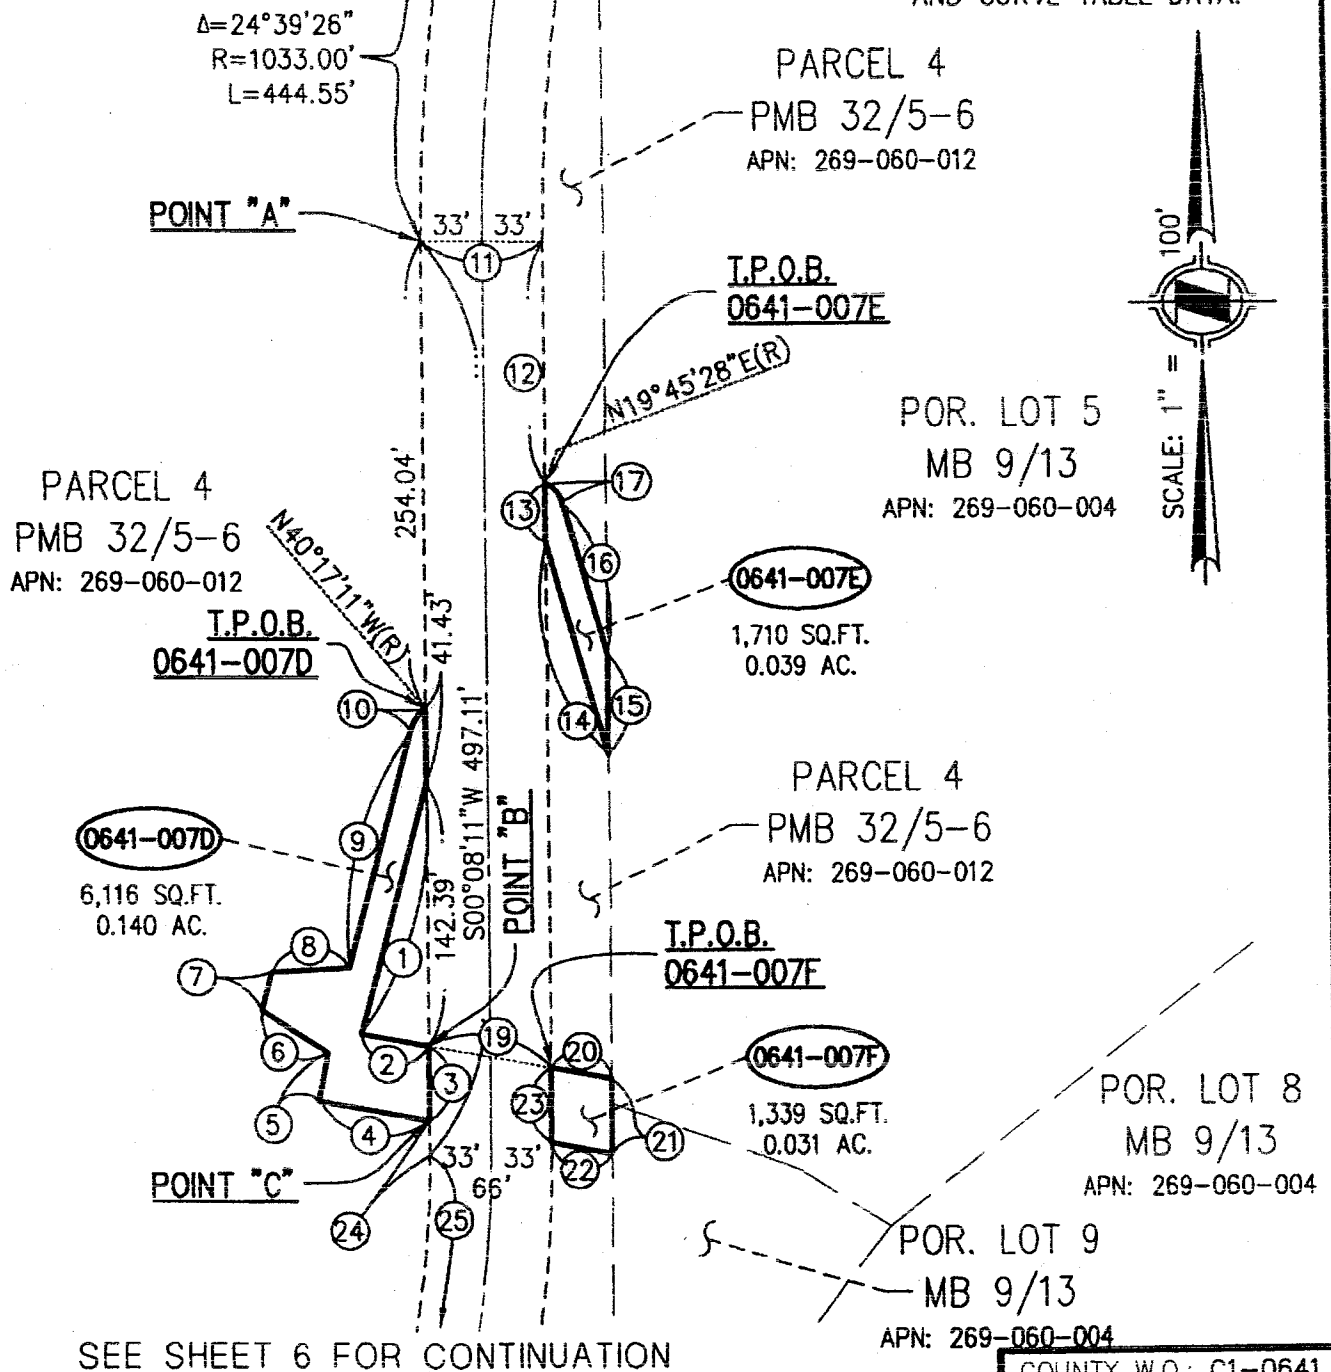 AND CURVE TABLE DATA.
Δ=24°39'26"
R=1033.00'
L=444.55'
PARCEL 4
PMB 32/5-6
APN: 269-060-012
POINT "A"
33' 33'
11
SCALE: 1" = 100'
T.P.O.B.
0641-007E
12
N19°45'28"E(R)
POR. LOT 5
MB 9/13
APN: 269-060-004
PARCEL 4
PMB 32/5-6
APN: 269-060-012
254.04'
13
17
N40°17'11"W(R)
16
0641-007E
1,710 SQ.FT.
0.039 AC.
T.P.O.B.
0641-007D
41.43'
10
14
15
S00°08'11"W 497.11'
PARCEL 4
PMB 32/5-6
APN: 269-060-012
0641-007D
6,116 SQ.FT.
0.140 AC.
9
142.39'
POINT "B"
T.P.O.B.
0641-007F
8
1
7
19
20
0641-007F
1,339 SQ.FT.
0.031 AC.
6
2
3
23
21
5
4
22
POR. LOT 8
MB 9/13
APN: 269-060-004
POINT "C"
33' 33'
66'
24
25
POR. LOT 9
MB 9/13
APN: 269-060-004
SEE SHEET 6 FOR CONTINUATION
COUNTY W.O.: C1-0641